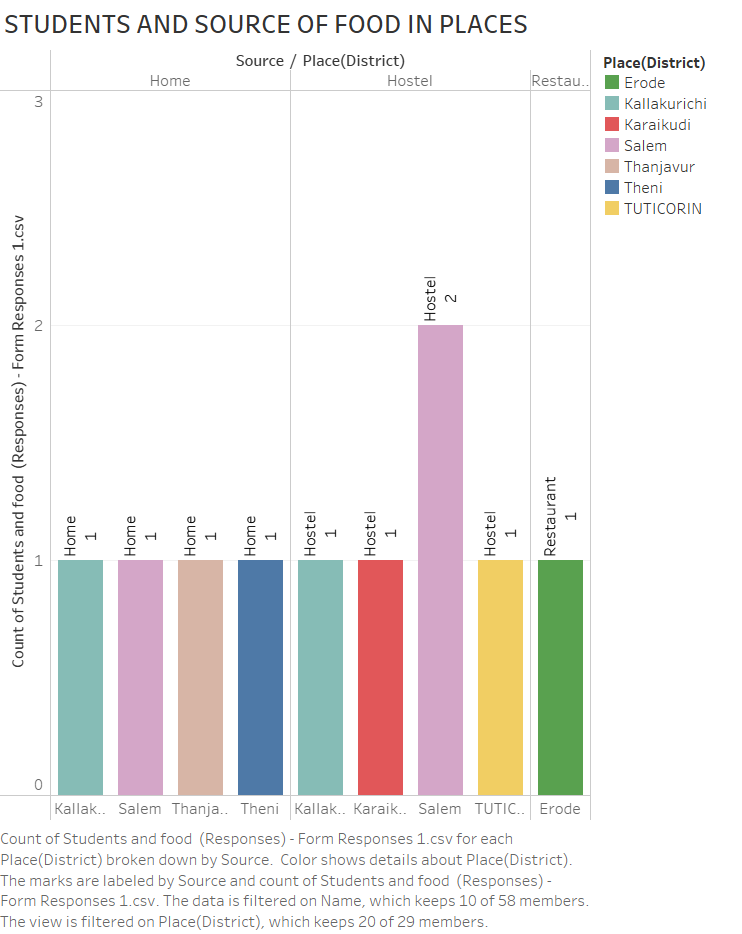 STUDENTS AND SOURCE OF FOOD IN PLACES
Source / Place(District)
Home
Hostel
Restau..
Count of Students and food  (Responses) - Form Responses 1.csv
3
2
1
0
Home
1
Home
1
Home
1
Home
1
Hostel
1
Hostel
1
Hostel
2
Hostel
1
Restaurant
1
Kallak..
Salem
Thanja..
Theni
Kallak..
Karaik..
Salem
TUTIC..
Erode
Place(District)
Erode
Kallakurichi
Karaikudi
Salem
Thanjavur
Theni
TUTICORIN
Count of Students and food  (Responses) - Form Responses 1.csv for each
Place(District) broken down by Source.  Color shows details about Place(District).
The marks are labeled by Source and count of Students and food  (Responses) -
Form Responses 1.csv. The data is filtered on Name, which keeps 10 of 58 members.
The view is filtered on Place(District), which keeps 20 of 29 members.